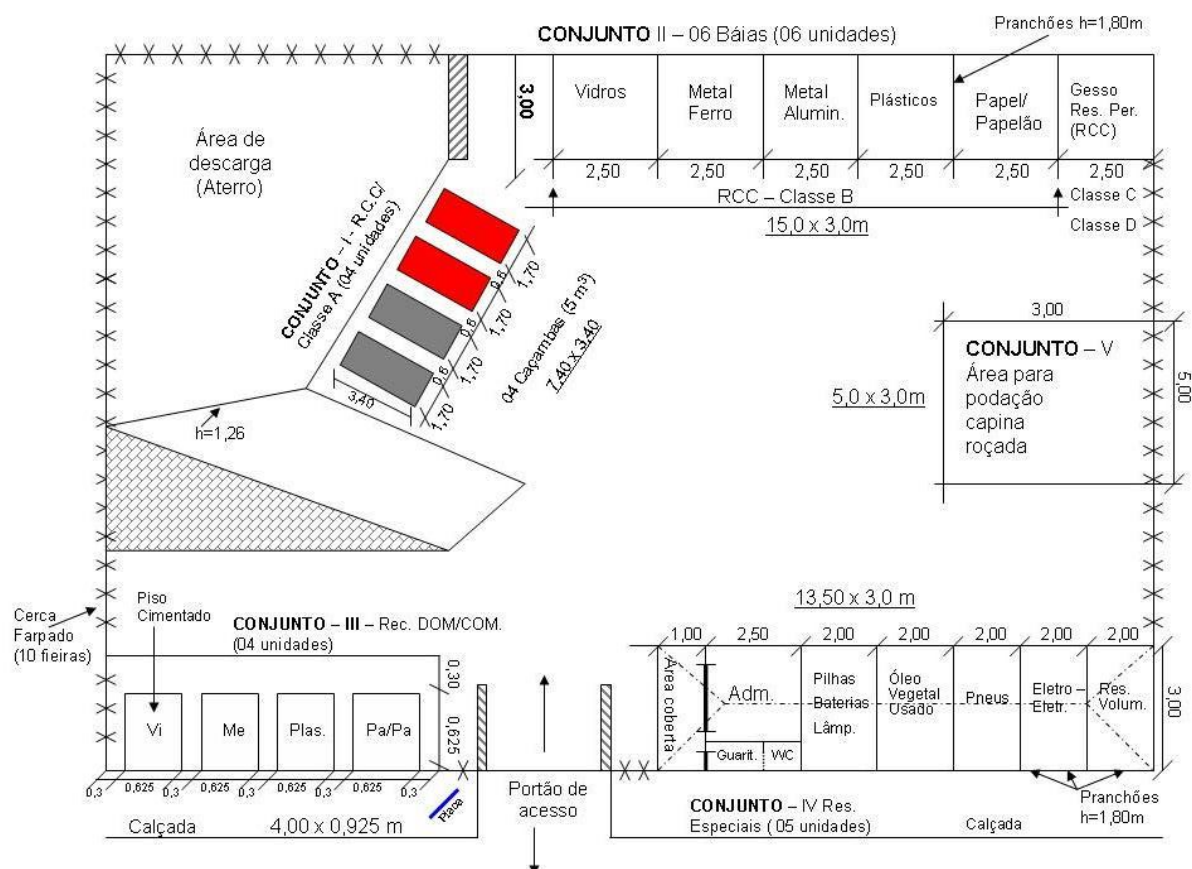 CONJUNTO II – 06 Báias (06 unidades)
Pranchões h=1,80m
Área de
descarga
(Aterro)
3,00
Vidros
Metal
Ferro
Metal
Alumin.
Plásticos
Papel/
Papelão
Gesso
Res. Per.
(RCC)
2,50
2,50
2,50
2,50
2,50
2,50
RCC – Classe B
15,0 x 3,0m
Classe C
Classe D
CONJUNTO – I - R.C.C/
Classe A (04 unidades)
1,70
0,6
1,70
0,6
1,70
0,6
1,70
3,40
04 Caçambas (5 m³)
7,40 x 3,40
h=1,26
3,00
5,00
5,0 x 3,0m
CONJUNTO – V
Área para
podação
capina
roçada
Cerca
Farpado
(10 fieiras)
Piso
Cimentado
CONJUNTO – III – Rec. DOM/COM.
(04 unidades)
0,30
0,625
Vi
Me
Plas.
Pa/Pa
0,3
0,625
0,3
0,625
0,3
0,625
0,3
0,625
0,3
Placa
Calçada
4,00 x 0,925 m
Portão de
acesso
13,50 x 3,0 m
1,00
2,50
2,00
2,00
2,00
2,00
2,00
Área coberta
Adm.
Guarit.
WC
Pilhas
Baterias
Lâmp.
Óleo
Vegetal
Usado
Pneus
Eletro –
Eletr.
Res.
Volum.
3,00
CONJUNTO – IV Res.
Especiais ( 05 unidades)
Calçada
Pranchões
h=1,80m